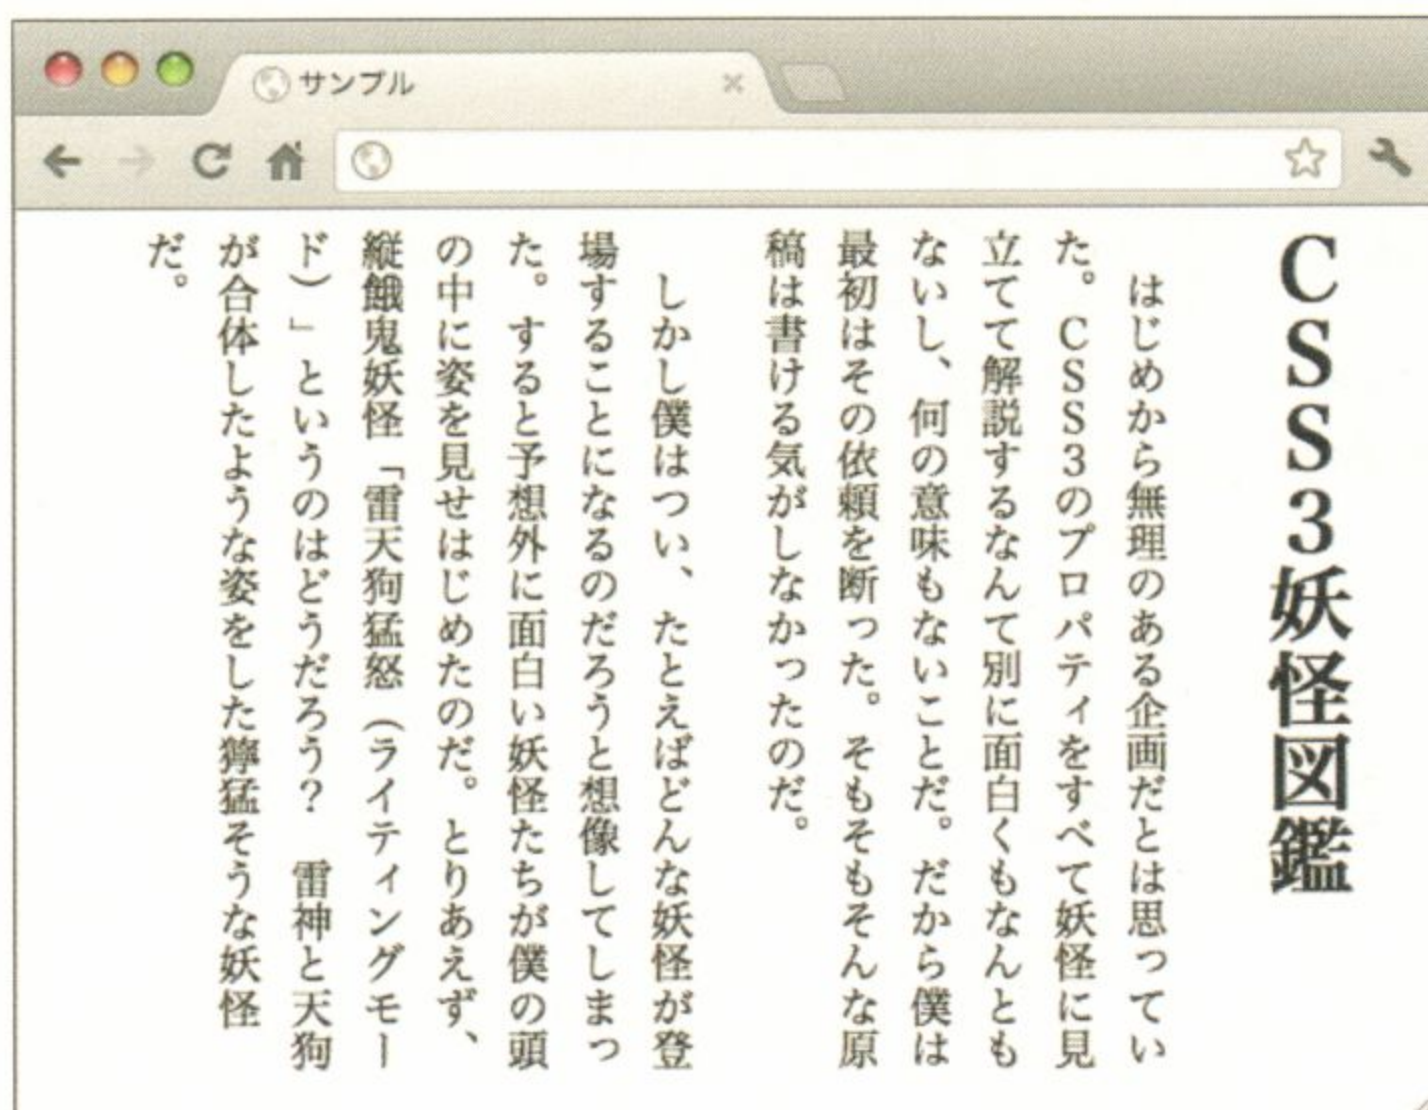 サンプル
CSS3妖怪図鑑
　はじめから無理のある企画だとは思ってい
た。CSS3のプロパティをすべて妖怪に見
立てて解説するなんて別に面白くもなんとも
ないし、何の意味もないことだ。だから僕は
最初はその依頼を断った。そもそもそんな原
稿は書ける気がしなかったのだ。
　しかし僕はつい、たとえばどんな妖怪が登
場することになるのだろうと想像してしまっ
た。すると予想外に面白い妖怪たちが僕の頭
の中に姿を見せはじめたのだ。とりあえず、
縦餓鬼妖怪「雷天狗猛怒（ライティングモー
ド）」というのはどうだろう？　雷神と天狗
が合体したような姿をした獰猛そうな妖怪
だ。